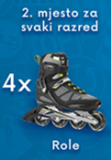 2. mjesto za
svaki razred
4x
Role